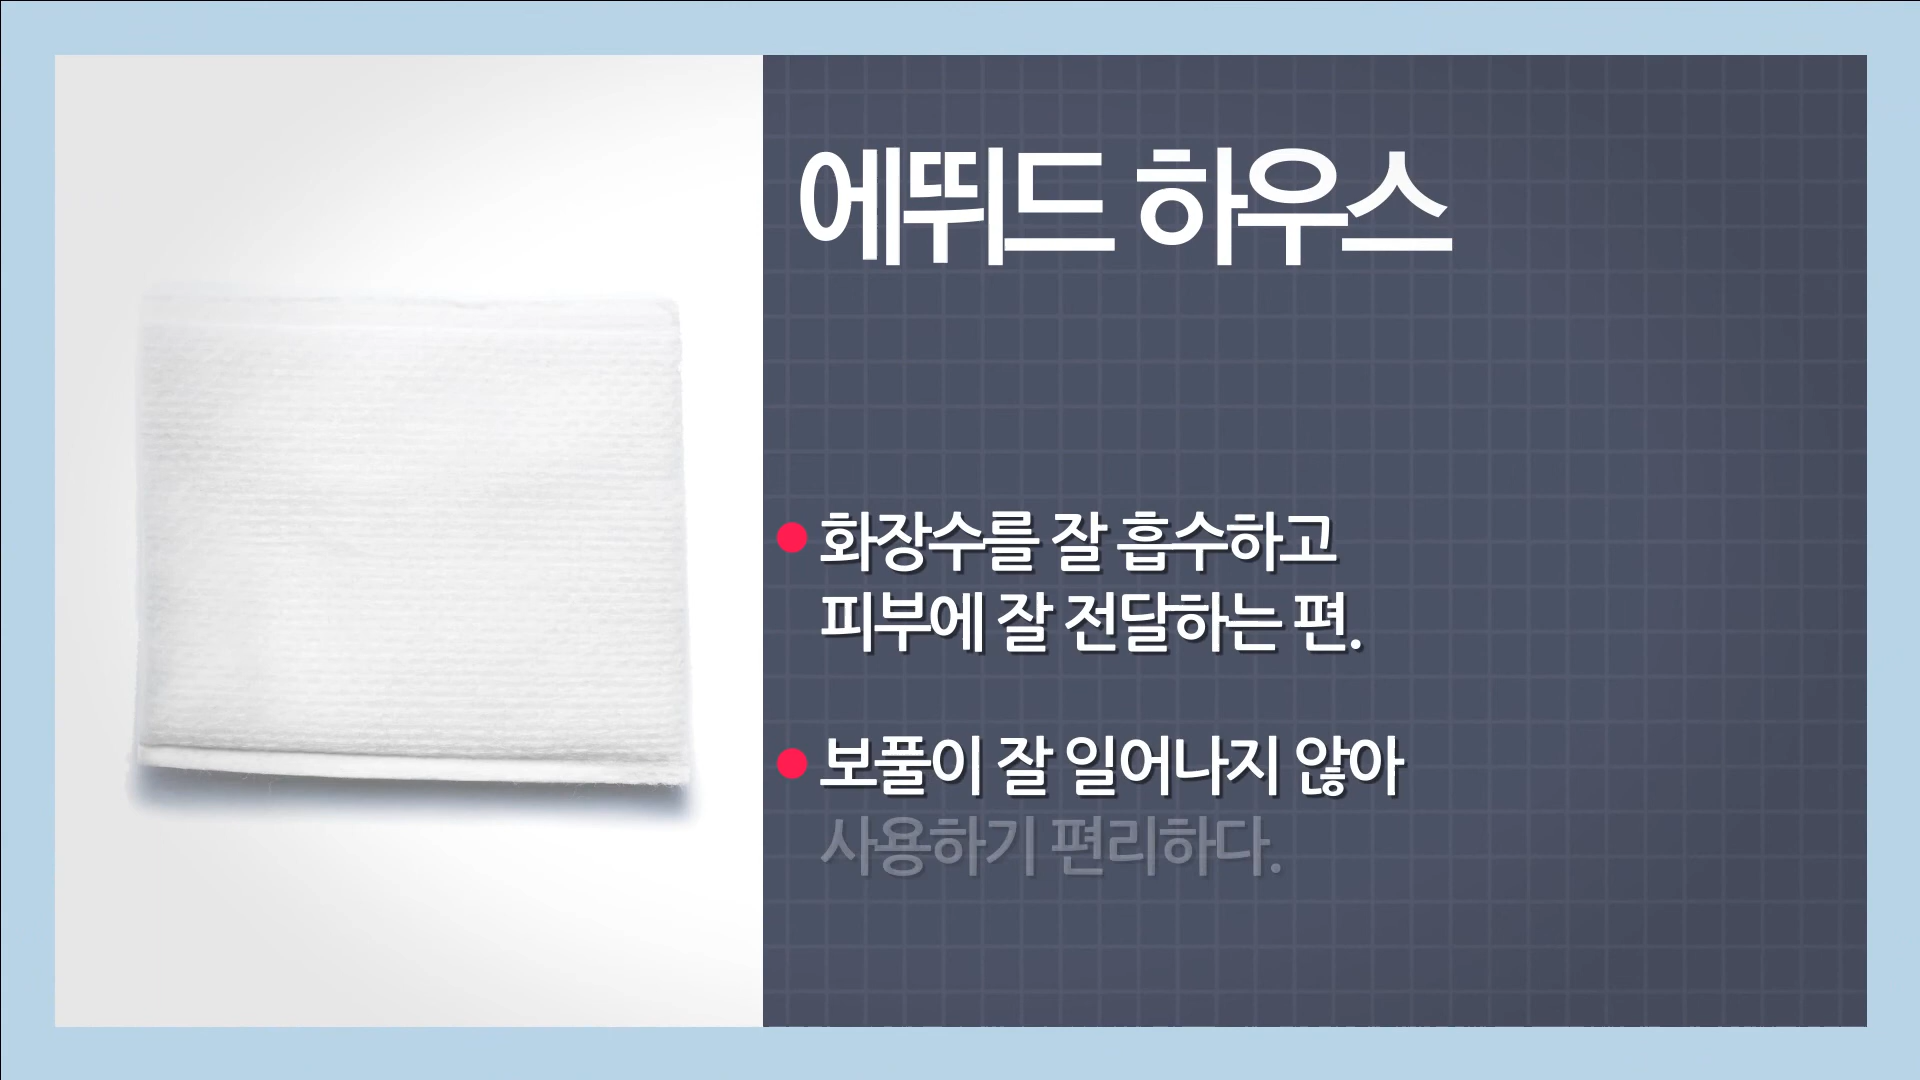 에뛰드 하우스
화장수를 잘 흡수하고
피부에 잘 전달하는 편.
보풀이 잘 일어나지 않아
사용하기 편리하다.